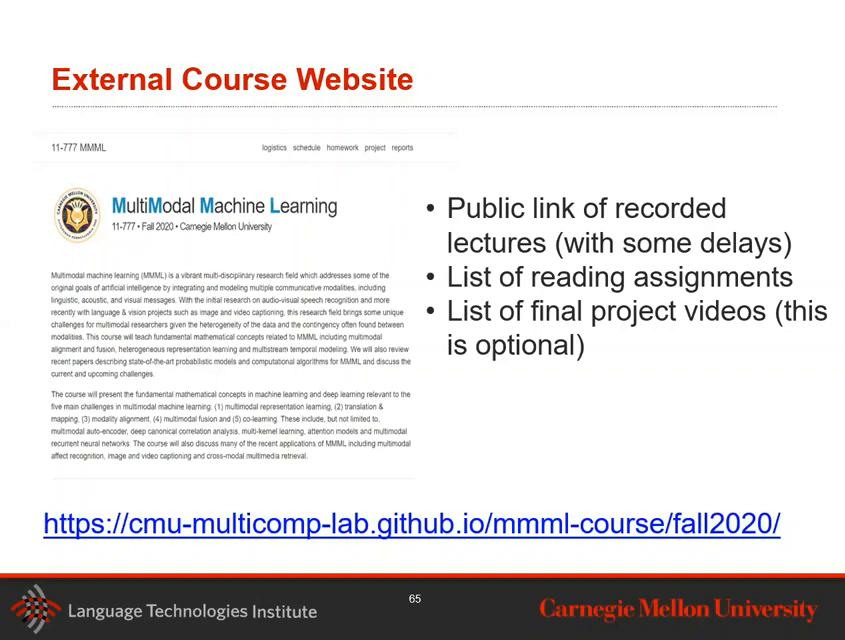 External Course Website
11-777 MMML
logistics schedule homework project reports
MultiModal Machine Learning
11-777 • Fall 2020 • Carnegie Mellon University
Multimodal machine learning (MMML) is a vibrant multi-disciplinary research field which addresses some of the
original goals of artificial intelligence by integrating and modeling multiple communicative modalities, including
linguistic, acoustic, and visual messages. With the initial research on audio-visual speech recognition and more
recently with language & vision projects such as image and video captioning, this research field brings some unique
challenges for multimodal researchers given the heterogeneity of the data and the contingency often found between
modalities. This course will teach fundamental mathematical concepts related to MMML including multimodal
alignment and fusion, heterogeneous representation learning and multistream temporal modeling. We will also review
recent papers describing state-of-the-art probabilistic models and computational algorithms for MMML and discuss the
current and upcoming challenges.
The course will present the fundamental mathematical concepts in machine learning and deep learning relevant to the
five main challenges in multimodal machine learning: (1) multimodal representation learning, (2) translation &
mapping, (3) modality alignment, (4) multimodal fusion and (5) co-learning. These include, but not limited to,
multimodal auto-encoder, deep canonical correlation analysis, multi-kernel learning, attention models and multimodal
recurrent neural networks. The course will also discuss many of the recent applications of MMML including multimodal
affect recognition, image and video captioning and cross-modal multimedia retrieval.
• Public link of recorded
lectures (with some delays)
• List of reading assignments
• List of final project videos (this
is optional)
https://cmu-multicomp-lab.github.io/mmml-course/fall2020/
Language Technologies Institute
65
Carnegie Mellon University